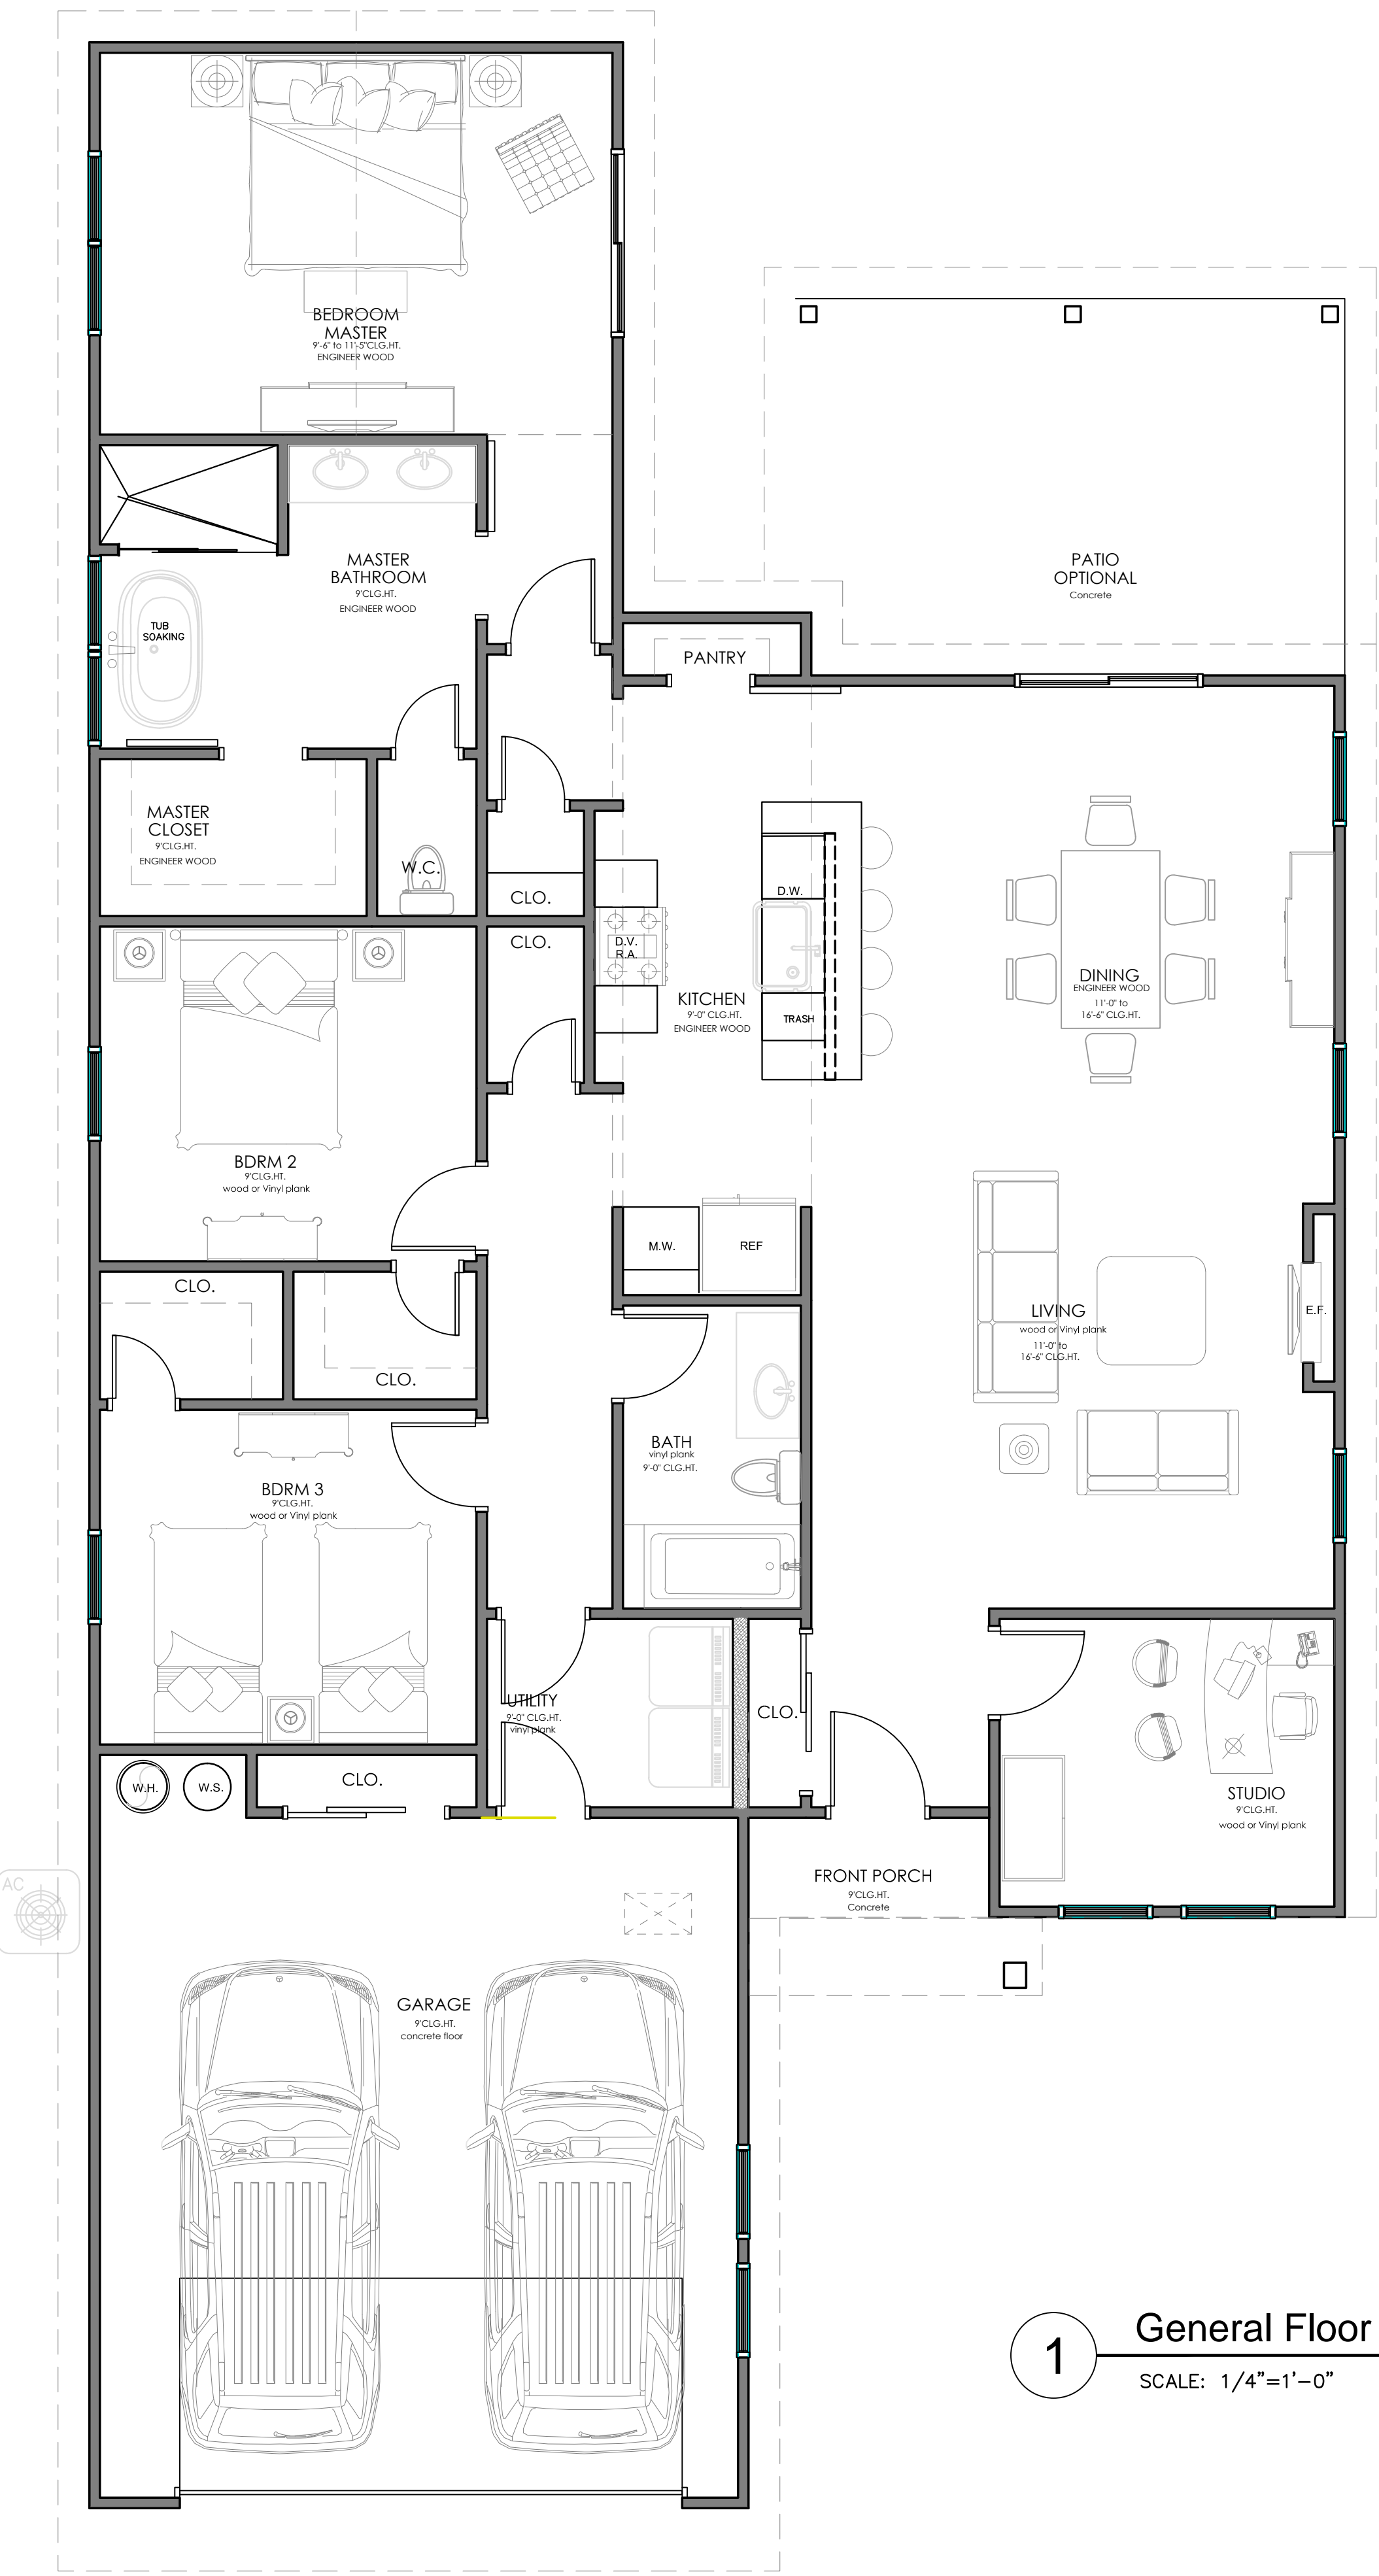 BEDROOM
MASTER
9'-6" to 11'-5"CLG.HT.
ENGINEER WOOD
MASTER
BATHROOM
9'CLG.HT.
ENGINEER WOOD
PATIO
OPTIONAL
Concrete
TUB
SOAKING
PANTRY
MASTER
CLOSET
9'CLG.HT.
ENGINEER WOOD
W.C.
CLO.
D.W.
CLO.
D.V.
R.A.
KITCHEN
9'-0" CLG.HT.
ENGINEER WOOD
TRASH
DINING
ENGINEER WOOD
11'-0" to
16'-6" CLG.HT.
BDRM 2
9'CLG.HT.
wood or Vinyl plank
M.W.
REF
CLO.
CLO.
LIVING
wood or Vinyl plank
11'-0" to
16'-6" CLG.HT.
E.F.
BATH
vinyl plank
9'-0" CLG.HT.
BDRM 3
9'CLG.HT.
wood or Vinyl plank
UTILITY
9'-0" CLG.HT.
vinyl plank
CLO.
W.H.
W.S.
CLO.
STUDIO
9'CLG.HT.
wood or Vinyl plank
AC
FRONT PORCH
9'CLG.HT.
Concrete
GARAGE
9'CLG.HT.
concrete floor
1
General Floor
SCALE: 1/4"=1'-0"